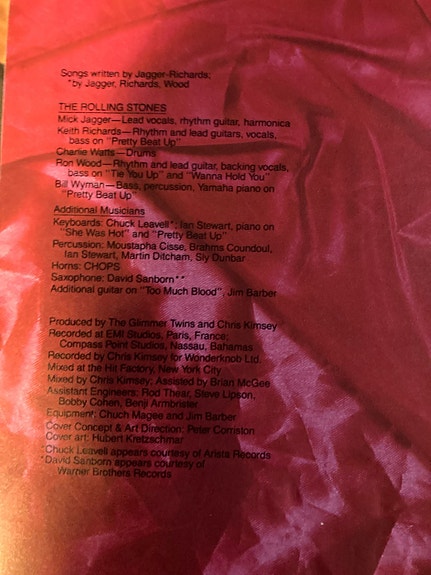 Songs written by Jagger-Richards;
*by Jagger, Richards, Wood
THE ROLLING STONES
Mick Jagger—Lead vocals, rhythm guitar, harmonica
Keith Richards—Rhythm and lead guitars, vocals,
bass on "Pretty Beat Up"
Charlie Watts—Drums
Ron Wood—Rhythm and lead guitar, backing vocals,
bass on "Tie You Up" and "Wanna Hold You"
Bill Wyman—Bass, percussion, Yamaha piano on
"Pretty Beat Up"
Additional Musicians
Keyboards: Chuck Leavell*; Ian Stewart, piano on
"She Was Hot" and "Pretty Beat Up"
Percussion: Moustapha Cisse, Brahms Coundoul,
Ian Stewart, Martin Ditcham, Sly Dunbar
Horns: CHOPS
Saxophone: David Sanborn**
Additional guitar on "Too Much Blood", Jim Barber
Produced by The Glimmer Twins and Chris Kimsey
Recorded at EMI Studios, Paris, France;
Compass Point Studios, Nassau, Bahamas
Recorded by Chris Kimsey for Wonderknob Ltd.
Mixed at the Hit Factory, New York City
Mixed by Chris Kimsey; Assisted by Brian McGee
Assistant Engineers: Rod Thear, Steve Lipson,
Bobby Cohen, Benji Armbrister
Equipment: Chuch Magee and Jim Barber
Cover Concept & Art Direction: Peter Corriston
Cover art: Hubert Kretzschmar
*Chuck Leavell appears courtesy of Arista Records
*David Sanborn appears courtesy of
Warner Brothers Records